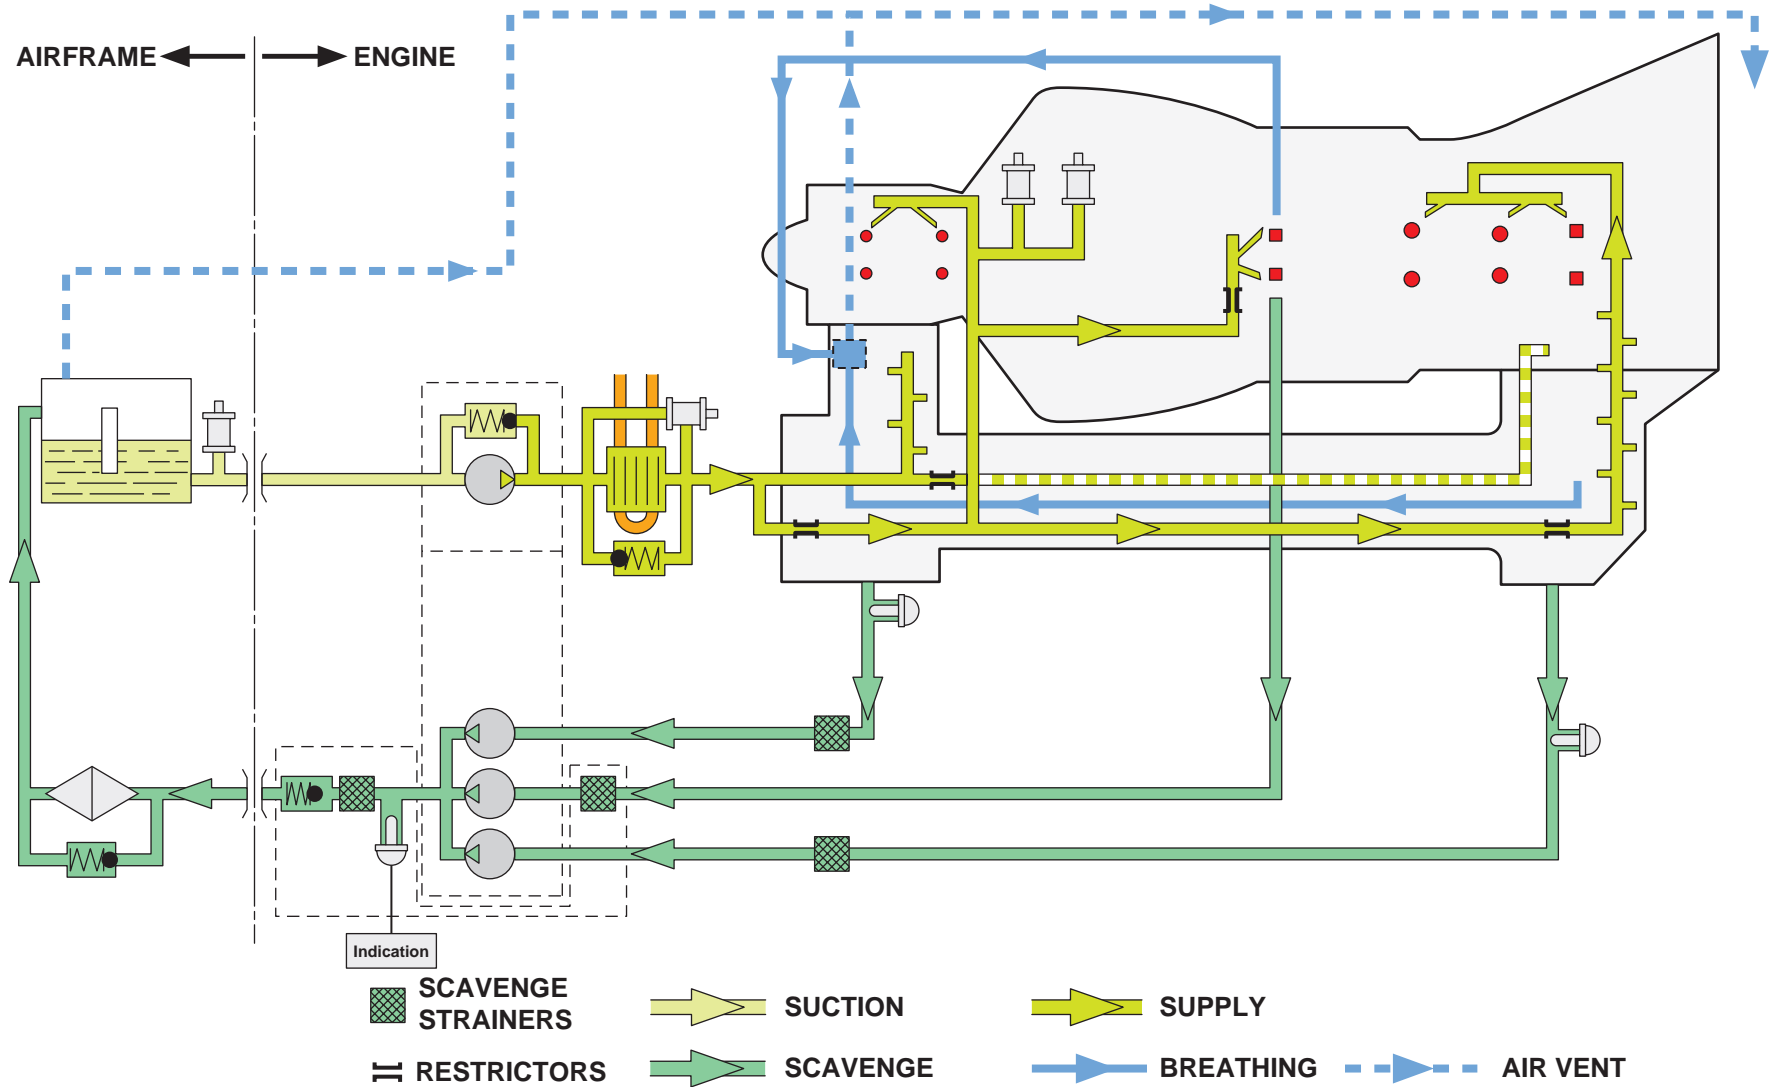 AIRFRAME
ENGINE
Indication
SCAVENGE
STRAINERS
SUCTION
SUPPLY
RESTRICTORS
SCAVENGE
BREATHING
AIR VENT